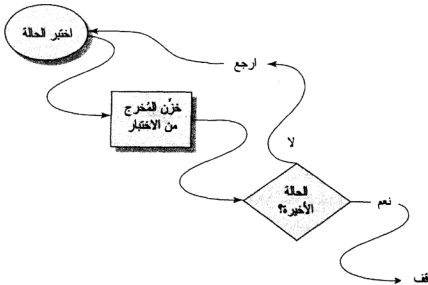 اختبر الحالة
ارجع
خزِّن المُخرج
من الاختبار
لا
الحالة
الأخيرة؟
نعم
قف